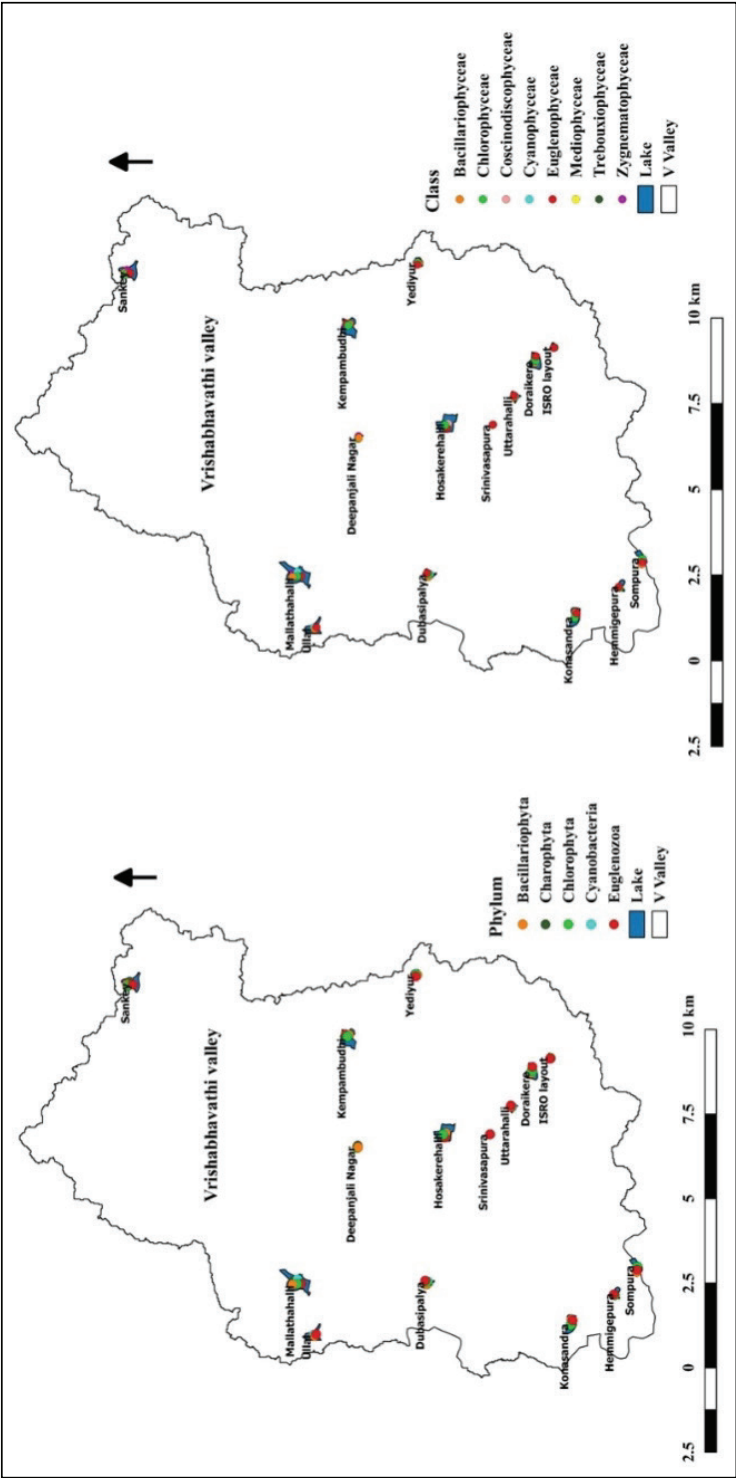 Vrishabhavathi valley
Sankey
Mallathahalli
Ullal
Kempambudhi
Deepanjali Nagar
Yediyur
Dubasipalya
Hosakerehalli
Srinivasapura
Uttarahalli
Doraikere
ISRO layout
Konasandra
Hemmigepura
Sompura
Phylum
Bacillariophyta
Charophyta
Chlorophyta
Cyanobacteria
Euglenozoa
Lake
V Valley
2.5 0 2.5 5 7.5 10 km
Vrishabhavathi valley
Sankey
Mallathahalli
Ullal
Kempambudhi
Deepanjali Nagar
Yediyur
Dubasipalya
Hosakerehalli
Srinivasapura
Uttarahalli
Doraikere
ISRO layout
Konasandra
Hemmigepura
Sompura
Class
Bacillariophyceae
Chlorophyceae
Coscinodiscophyceae
Cyanophyceae
Euglenophyceae
Mediophyceae
Trebouxiophyceae
Zygnematophyceae
Lake
V Valley
2.5 0 2.5 5 7.5 10 km